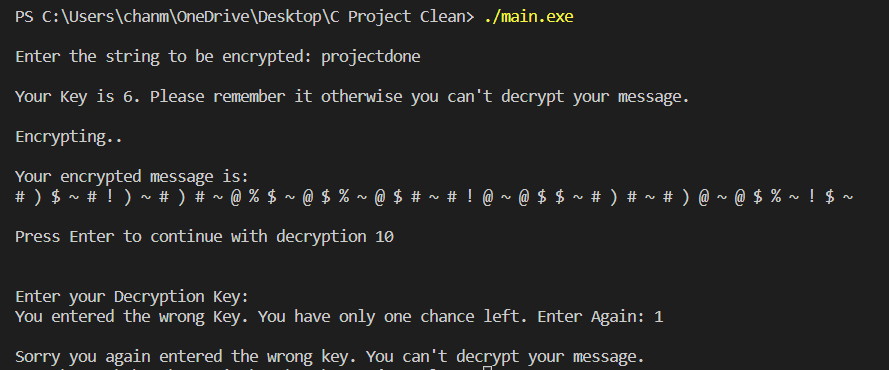 PS C:\Users\chanm\OneDrive\Desktop\C Project Clean> ./main.exe
Enter the string to be encrypted: projectdone
Your Key is 6. Please remember it otherwise you can't decrypt your message.
Encrypting..
Your encrypted message is:
# ) $ ~ # ! ) ~ # ) # ~ @ % $ ~ @ $ % ~ @ $ # ~ # ! @ ~ @ $ $ ~ # ) # ~ # ) @ ~ @ $ % ~ ! $ ~
Press Enter to continue with decryption 10
Enter your Decryption Key:
You entered the wrong Key. You have only one chance left. Enter Again: 1
Sorry you again entered the wrong key. You can't decrypt your message.